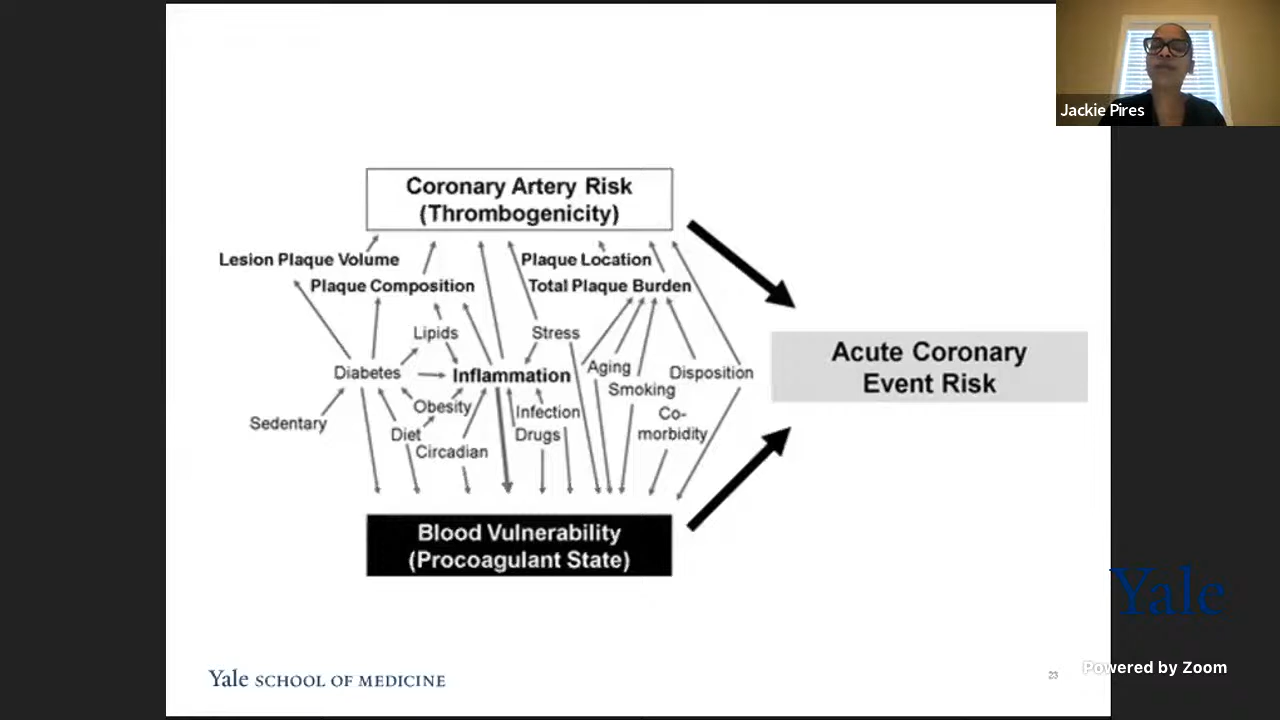 Jackie Pires
Coronary Artery Risk
(Thrombogenicity)
Lesion Plaque Volume
Plaque Location
Plaque Composition
Total Plaque Burden
Lipids
Stress
Diabetes
Inflammation
Aging
Disposition
Smoking
Obesity
Infection
Co-
morbidity
Sedentary
Diet
Drugs
Circadian
Acute Coronary
Event Risk
Blood Vulnerability
(Procoagulant State)
Yale
Yale SCHOOL OF MEDICINE
23
Powered by Zoom